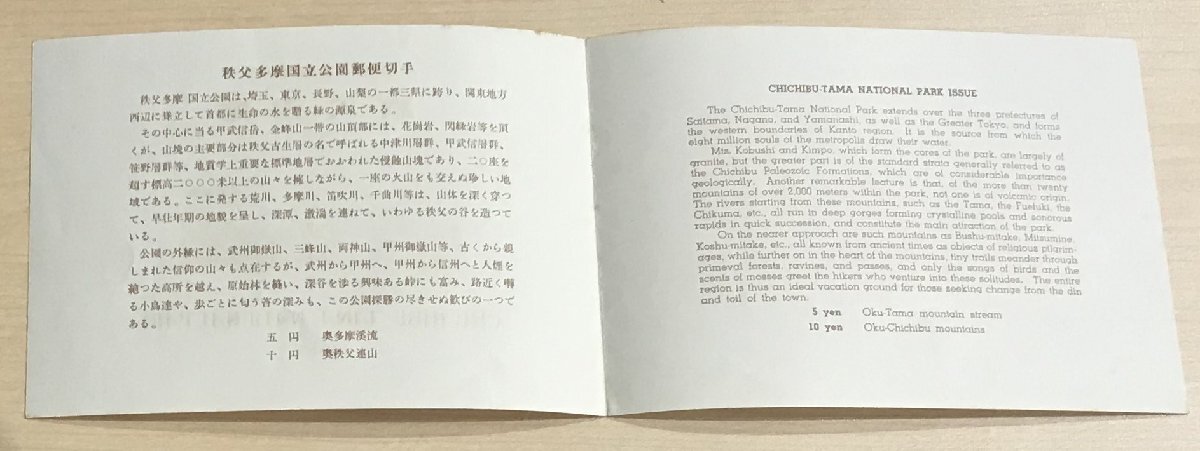 秩父多摩国立公園郵便切手
秩父多摩国立公園は、埼玉、東京、長野、山梨の一都三県に跨り、関東地方
西辺に聳立して首都に生命の水を贈る緑の源泉である。
その中心に当る甲武信岳、金峰山一帯の山頂部には、花崗岩、閃緑岩等を頂
くが、山塊の主要部分は秩父古生層の名で呼ばれる中津川層群、甲武信層群、
笹野層群等、地質学上重要な標準地層でおおわれた侵蝕山塊であり、二〇座を
超す標高二〇〇〇米以上の山々を擁しながら、一座の火山をも交えぬ珍しい地
域である。ここに発する荒川、多摩川、笛吹川、千曲川等は、山体を深く穿つ
て、早壮年期の地貌を呈し、深潭、激湍を連ねて、いわゆる秩父の谷を造つて
いる。
公園の外縁には、武州御嶽山、三峰山、両神山、甲州御嶽山等、古くから親
しまれた信仰の山々も点在するが、武州から甲州へ、甲州から信州へと人煙を
絶つた高所を越え、原始林を縫い、深谷を渉る興味ある峠にも富み、路近く囀
る小鳥達や、歩ごとに匂う苔の深みも、この公園探勝の尽きせぬ歓びの一つで
ある。
五円 奥多摩溪流
十円 奥秩父連山
CHICHIBU-TAMA NATIONAL PARK ISSUE
The Chichibu-Tama National Park extends over the three prefectures of
Saitama, Nagano, and Yamanashi, as well as the Greater Tokyo, and forms
the western boundaries of Kanto region. It is the source from which the
eight million souls of the metropolis draw their water.
Mts. Kobushi and Kimpo, which form the cores of the park, are largely of
granite, but the greater part is of the standard strata generally referred to as
the Chichibu Paleozoic Formations, which are of considerable importance
geologically. Another remarkable feature is that, of the more than twenty
mountains of over 2,000 meters within the park, not one is of volcanic origin.
The rivers starting from these mountains, such as the Tama, the Fuefuki, the
Chikuma, etc., all run in deep gorges forming crystalline pools and sonorous
rapids in quick succession, and constitute the main attraction of the park.
On the nearer approach are such mountains as Bushu-mitake, Mitsumine,
Koshu-mitake, etc., all known from ancient times as objects of religious pilgrim-
ages, while further on in the heart of the mountains, tiny trails meander through
primeval forests, ravines, and passes, and only the songs of birds and the
scents of mosses greet the hikers who venture into these solitudes. The entire
region is thus an ideal vacation ground for those seeking change from the din
and toil of the town.
5 yen Oku-Tama mountain stream
10 yen Oku-Chichibu mountains